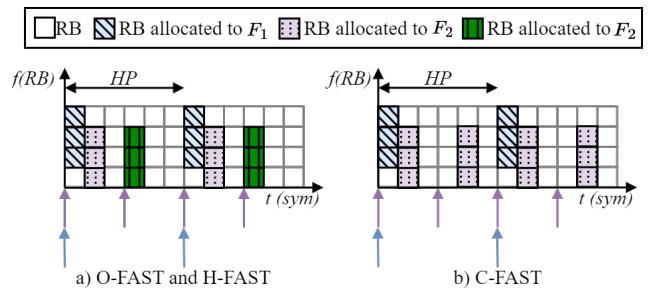 RB RB allocated to F₁ RB allocated to F₂ RB allocated to F₂
f(RB) HP f(RB) HP
t (sym) t (sym)
a) O-FAST and H-FAST b) C-FAST